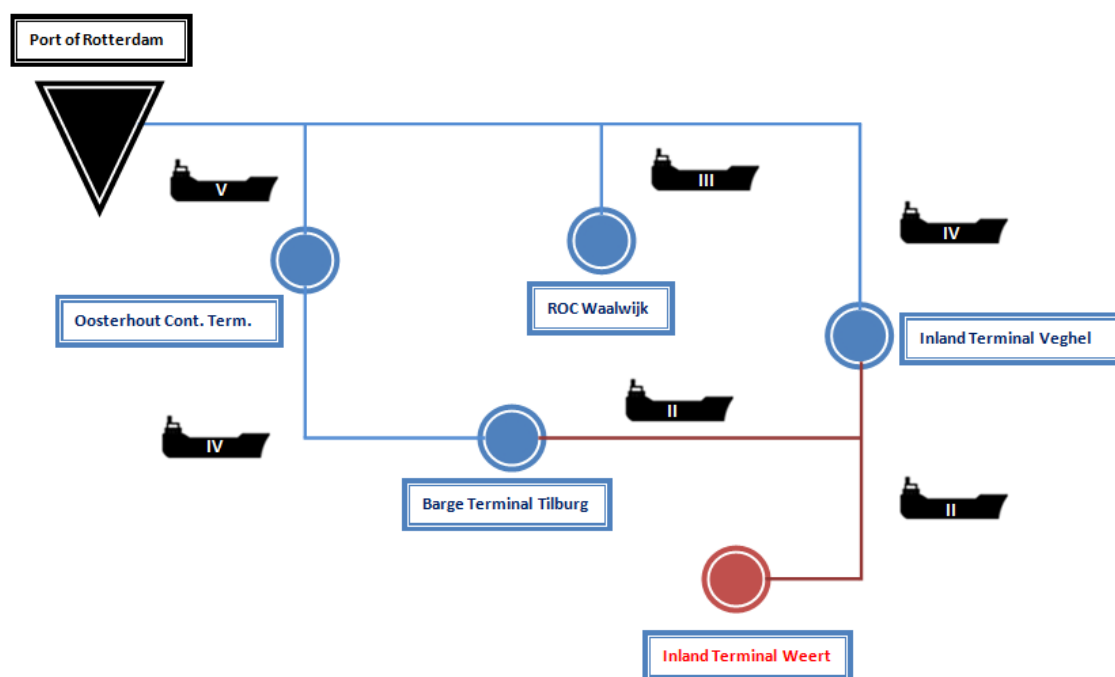 Port of Rotterdam
V
III
IV
Oosterhout Cont. Term.
ROC Waalwijk
Inland Terminal Veghel
II
IV
Barge Terminal Tilburg
II
Inland Terminal Weert